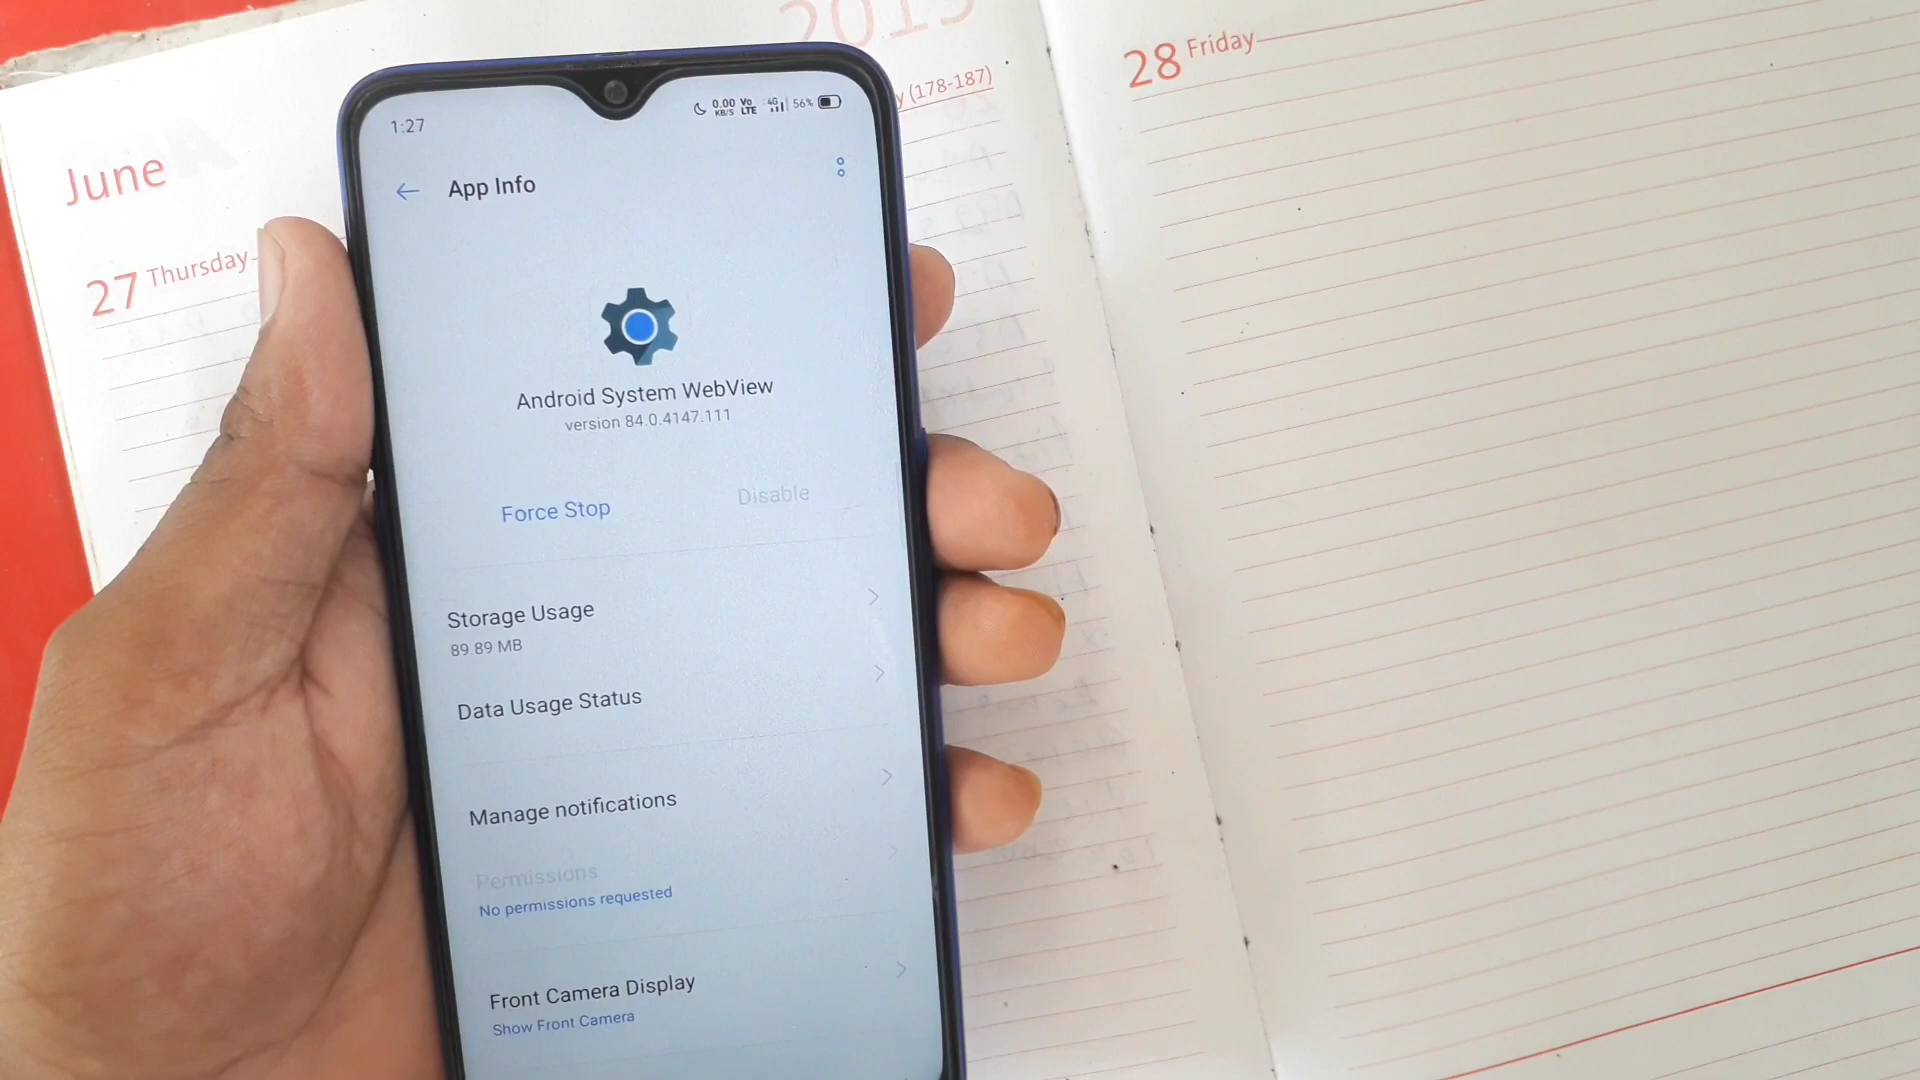 2013
June
y (178-187)
27 Thursday
28 Friday
1:27
0.00 KB/S Vo LTE 4G 56%
App Info
Android System WebView
version 84.0.4147.111
Force Stop
Disable
Storage Usage
89.89 MB
Data Usage Status
Manage notifications
Permissions
No permissions requested
Front Camera Display
Show Front Camera